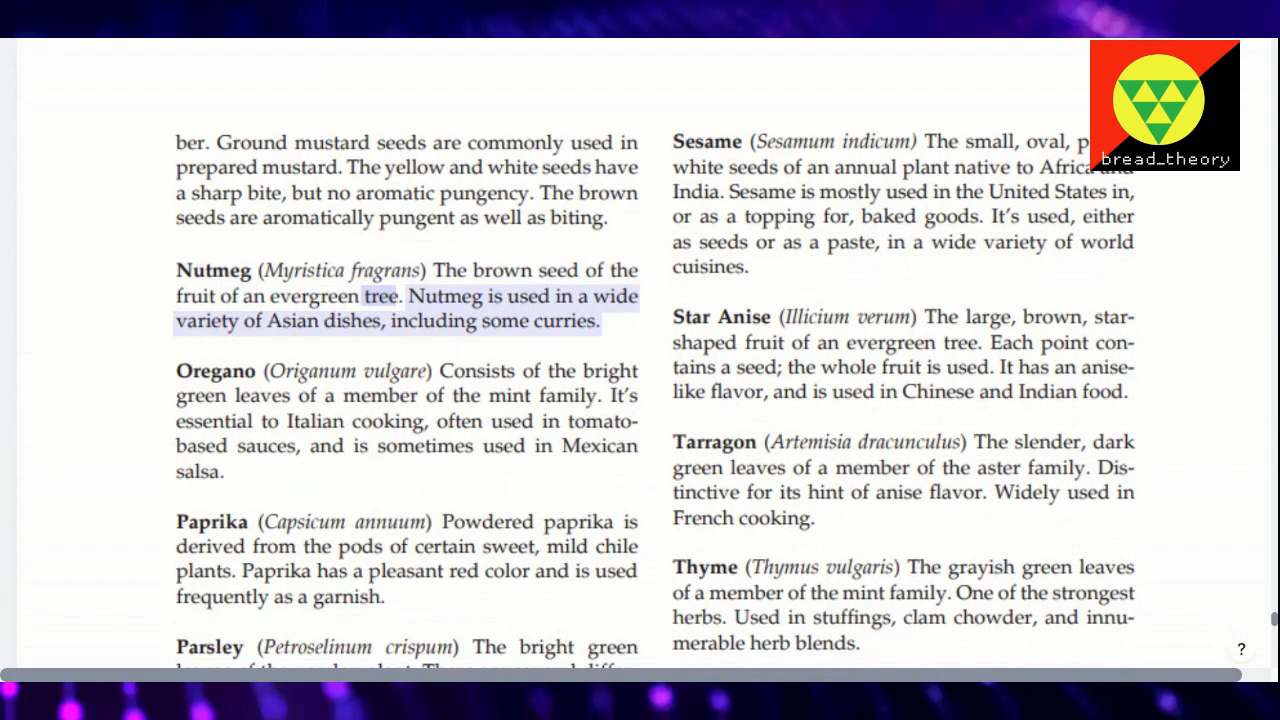 ber. Ground mustard seeds are commonly used in
prepared mustard. The yellow and white seeds have
a sharp bite, but no aromatic pungency. The brown
seeds are aromatically pungent as well as biting.
Nutmeg (Myristica fragrans) The brown seed of the
fruit of an evergreen tree. Nutmeg is used in a wide
variety of Asian dishes, including some curries.
Oregano (Origanum vulgare) Consists of the bright
green leaves of a member of the mint family. It's
essential to Italian cooking, often used in tomato-
based sauces, and is sometimes used in Mexican
salsa.
Paprika (Capsicum annuum) Powdered paprika is
derived from the pods of certain sweet, mild chile
plants. Paprika has a pleasant red color and is used
frequently as a garnish.
Parsley (Petroselinum crispum) The bright green
Sesame (Sesamum indicum) The small, oval,
white seeds of an annual plant native to Africa and
India. Sesame is mostly used in the United States in,
or as a topping for, baked goods. It's used, either
as seeds or as a paste, in a wide variety of world
cuisines.
Star Anise (Illicium verum) The large, brown, star-
shaped fruit of an evergreen tree. Each point con-
tains a seed; the whole fruit is used. It has an anise-
like flavor, and is used in Chinese and Indian food.
Tarragon (Artemisia dracunculus) The slender, dark
green leaves of a member of the aster family. Dis-
tinctive for its hint of anise flavor. Widely used in
French cooking.
Thyme (Thymus vulgaris) The grayish green leaves
of a member of the mint family. One of the strongest
herbs. Used in stuffings, clam chowder, and innu-
merable herb blends.
bread_theory
?